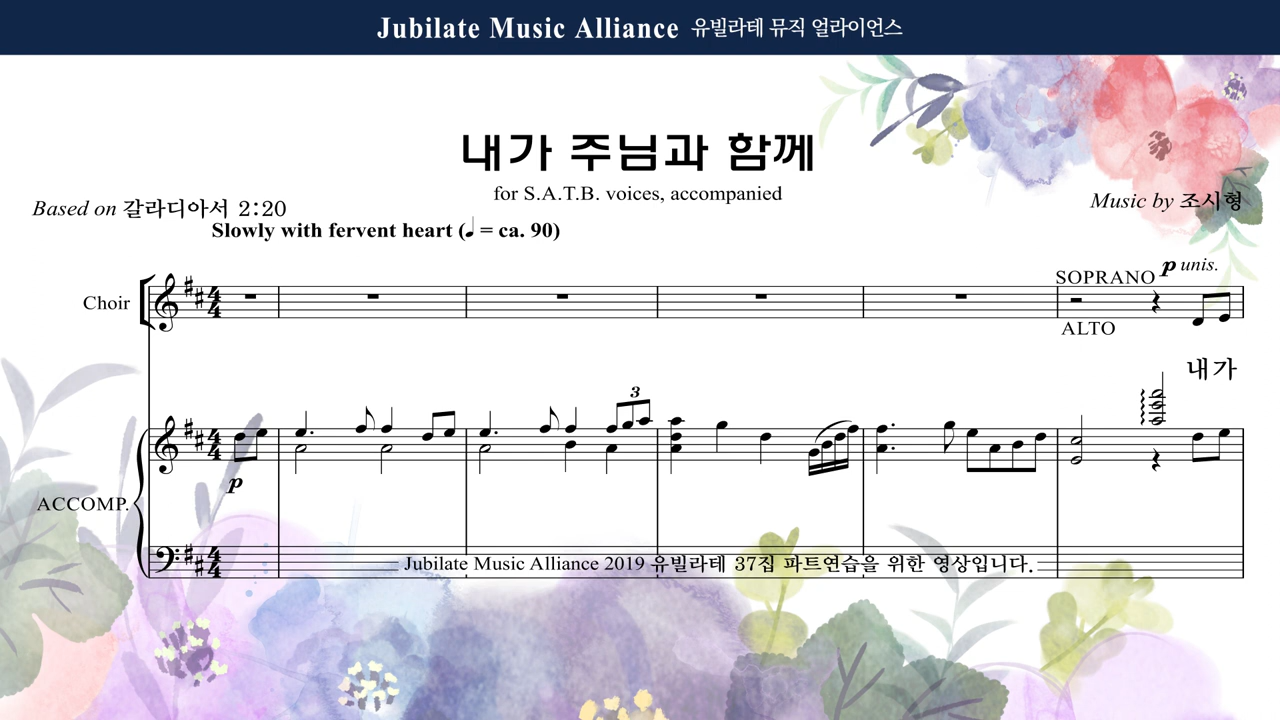 Jubilate Music Alliance 유빌라테 뮤직 얼라이언스
내가 주님과 함께
for S.A.T.B. voices, accompanied
Based on 갈라디아서 2:20
Music by 조시형
Slowly with fervent heart (♩ = ca. 90)
SOPRANO p unis.
Choir
ALTO
내가
3
p
ACCOMP.
Jubilate Music Alliance 2019 유빌라테 37집 파트연습을 위한 영상입니다.